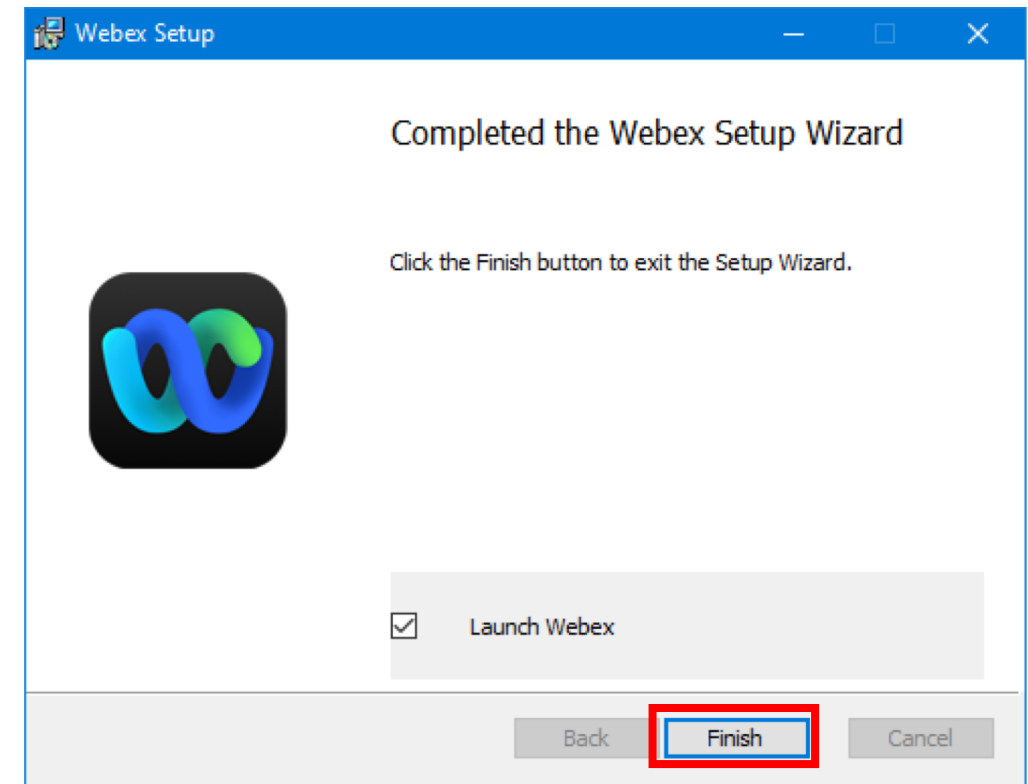 Webex Setup
Completed the Webex Setup Wizard
Click the Finish button to exit the Setup Wizard.
Launch Webex
Back Finish Cancel